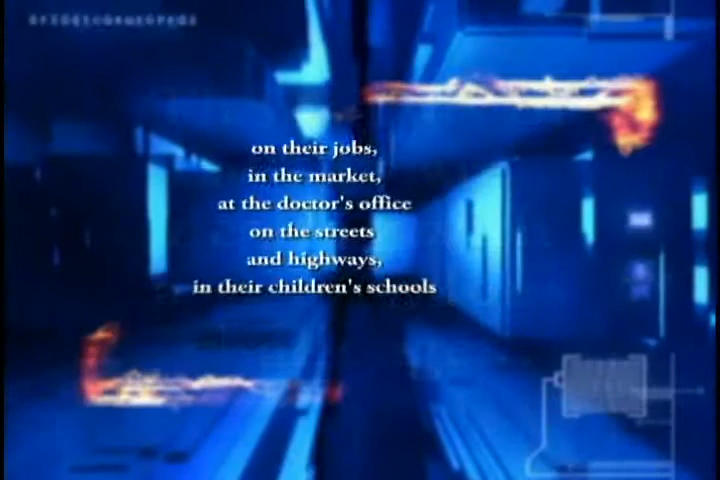 on their jobs,
in the market,
at the doctor's office
on the streets
and highways,
in their children's schools